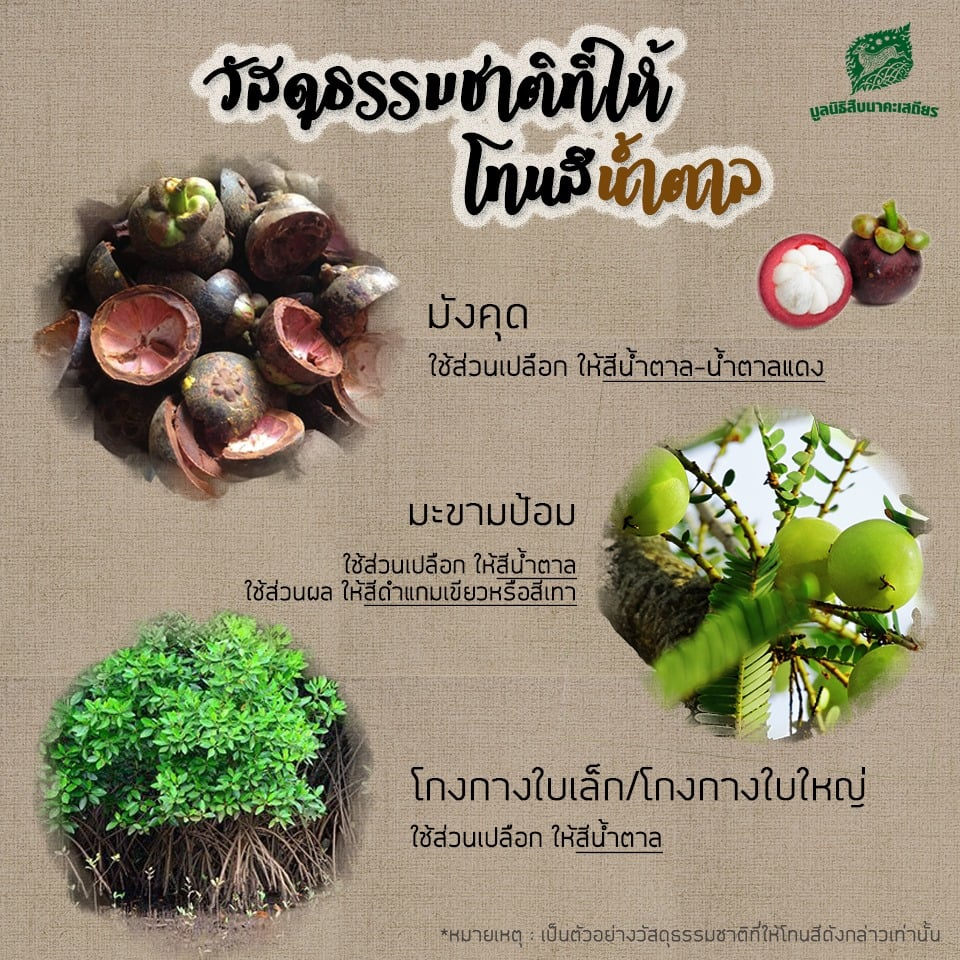 วัสดุธรรมชาติที่ให้
โทนสีน้ำตาล
มูลนิธิสืบนาคะเสถียร
มังคุด
ใช้ส่วนเปลือก ให้สีน้ำตาล-น้ำตาลแดง
มะขามป้อม
ใช้ส่วนเปลือก ให้สีน้ำตาล
ใช้ส่วนผล ให้สีดำแกมเขียวหรือสีเทา
โกงกางใบเล็ก/โกงกางใบใหญ่
ใช้ส่วนเปลือก ให้สีน้ำตาล
*หมายเหตุ : เป็นตัวอย่างวัสดุธรรมชาติที่ให้โทนสีดังกล่าวเท่านั้น